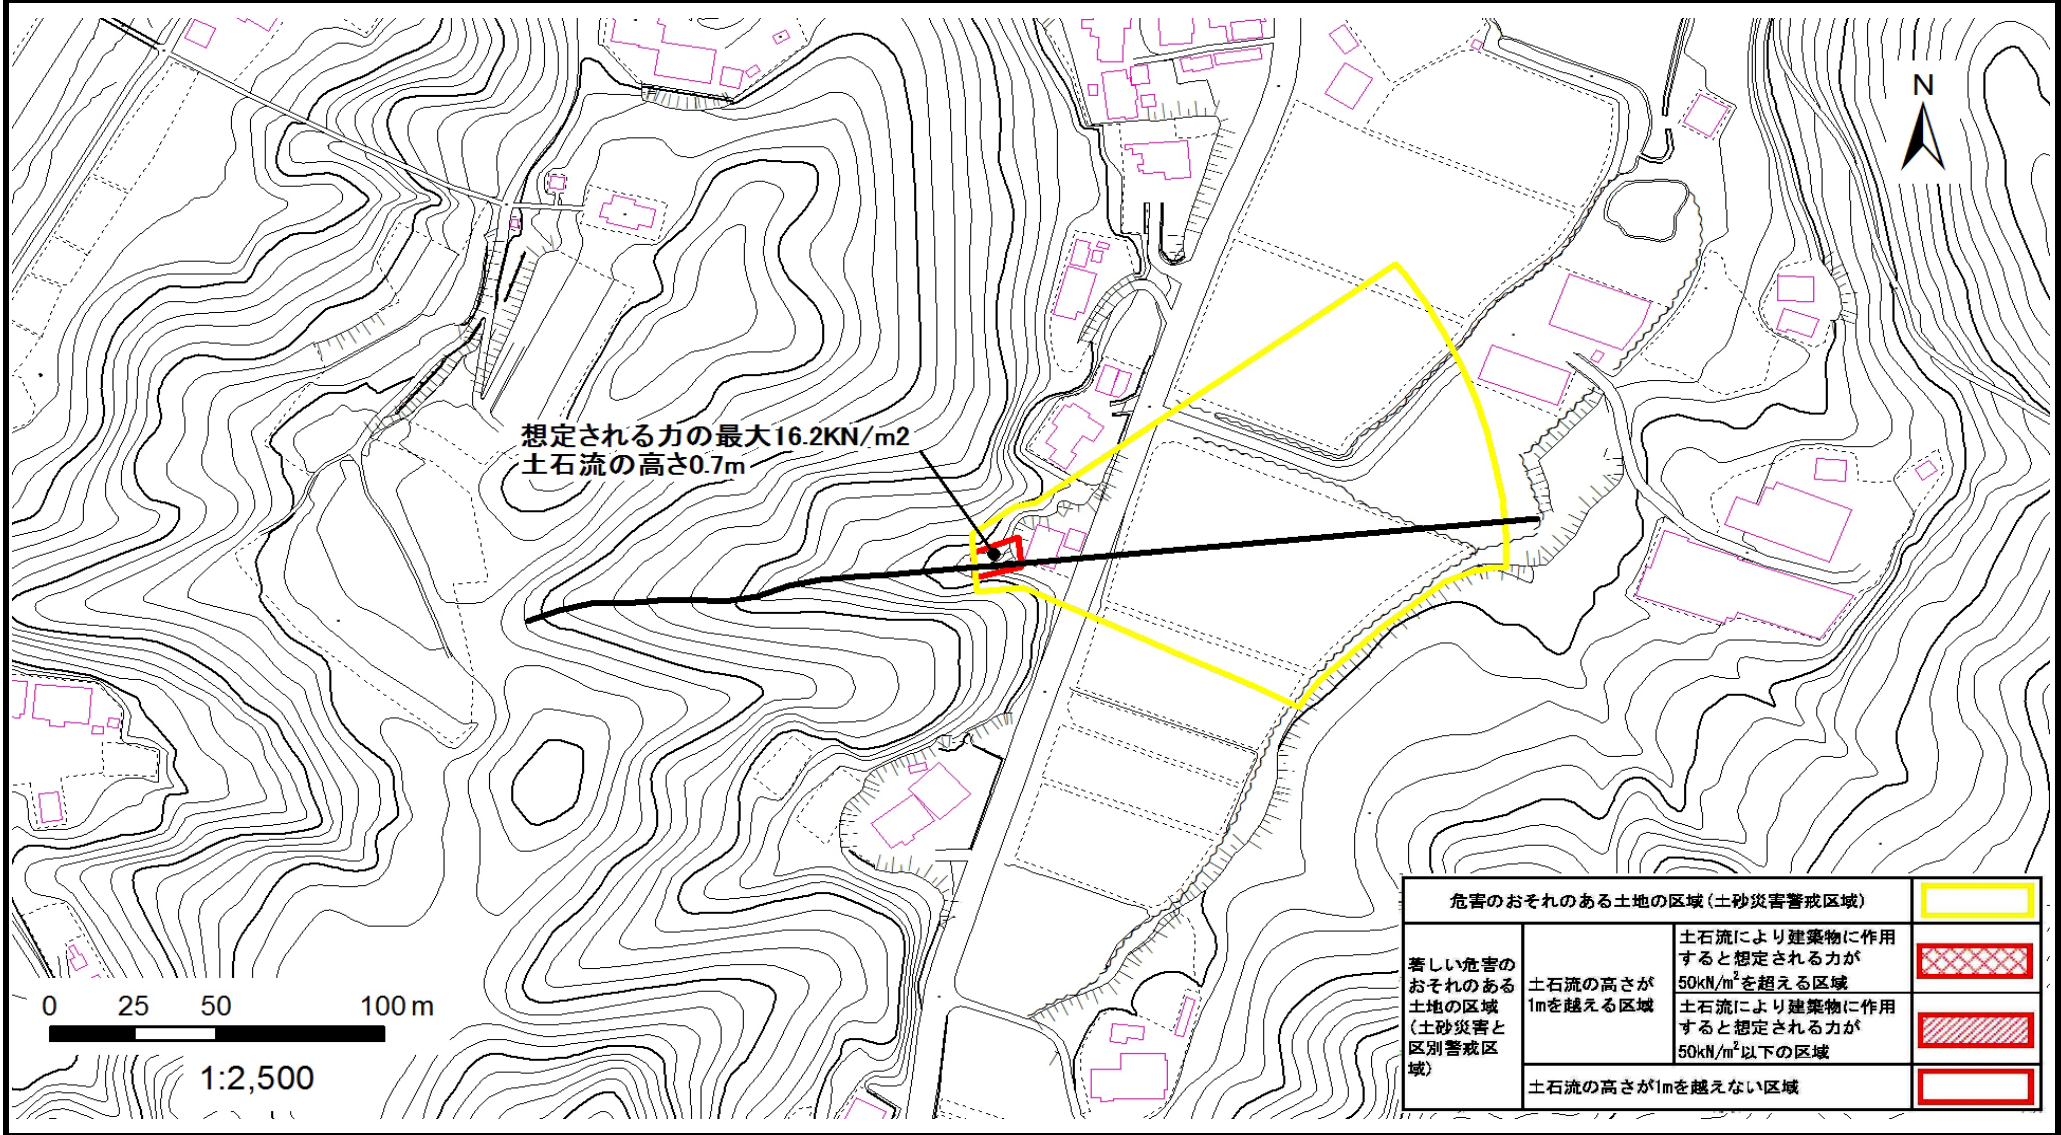 N
想定される力の最大16.2KN/m2
土石流の高さ0.7m
0 25 50 100 m
1:2,500
危害のおそれのある土地の区域(土砂災害警戒区域)
著しい危害の
おそれのある
土地の区域
(土砂災害と
区別警戒区
域)
土石流の高さが
1mを越える区域
土石流により建築物に作用
すると想定される力が
50kN/m²を超える区域
土石流により建築物に作用
すると想定される力が
50kN/m²以下の区域
土石流の高さが1mを越えない区域